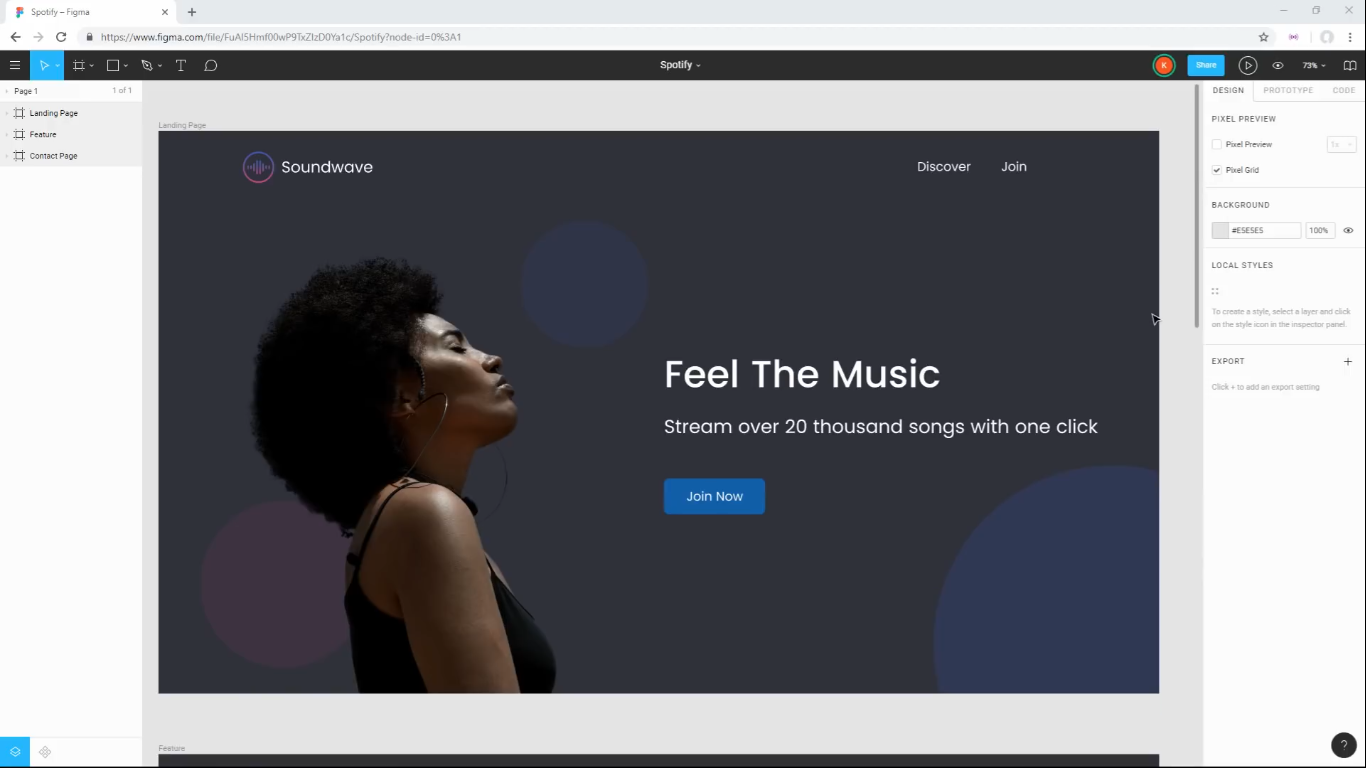 Spotify – Figma
https://www.figma.com/file/FuAl5Hmf00wP9TxZIzD0Ya1c/Spotify?node-id=0%3A1
Spotify
K
Share
73%
Page 1
1 of 1
Landing Page
Feature
Contact Page
Landing Page
Soundwave
Discover
Join
Feel The Music
Stream over 20 thousand songs with one click
Join Now
Feature
DESIGN
PROTOTYPE
CODE
PIXEL PREVIEW
Pixel Preview
1x
Pixel Grid
BACKGROUND
#E5E5E5
100%
LOCAL STYLES
To create a style, select a layer and click
on the style icon in the inspector panel.
EXPORT
Click + to add an export setting
?